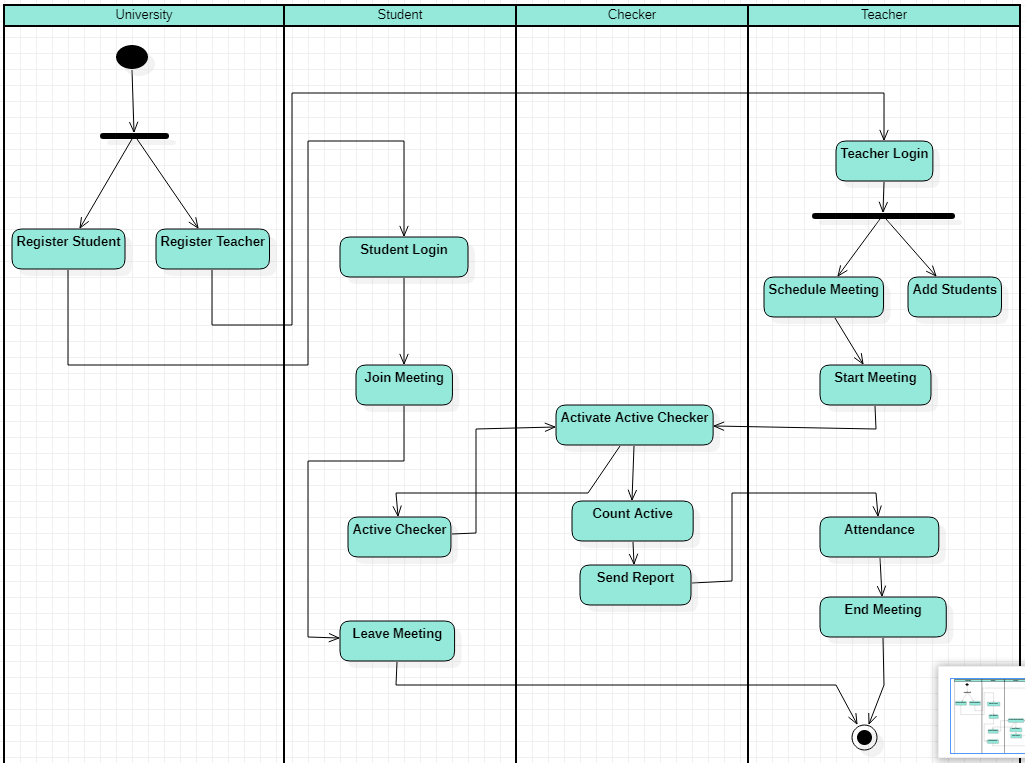 University
Student
Checker
Teacher
Teacher Login
Register Student
Register Teacher
Student Login
Schedule Meeting
Add Students
Join Meeting
Start Meeting
Activate Active Checker
Active Checker
Count Active
Attendance
Send Report
Leave Meeting
End Meeting